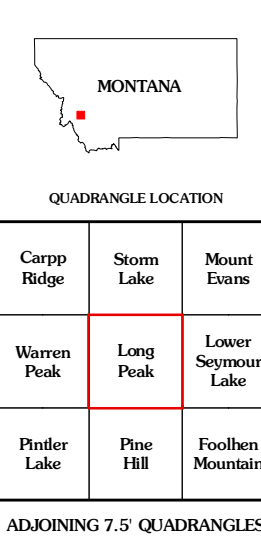 MONTANA
QUADRANGLE LOCATION
Carpp Ridge
Storm Lake
Mount Evans
Warren Peak
Long Peak
Lower Seymour Lake
Pintler Lake
Pine Hill
Foolhen Mountain
ADJOINING 7.5' QUADRANGLES